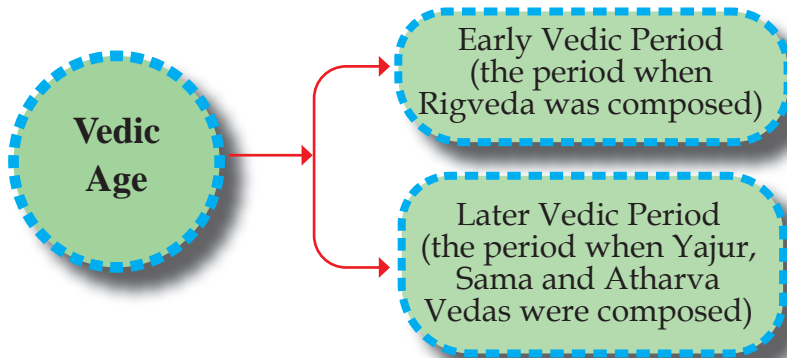 Vedic
Age
Early Vedic Period
(the period when
Rigveda was composed)
Later Vedic Period
(the period when Yajur,
Sama and Atharva
Vedas were composed)